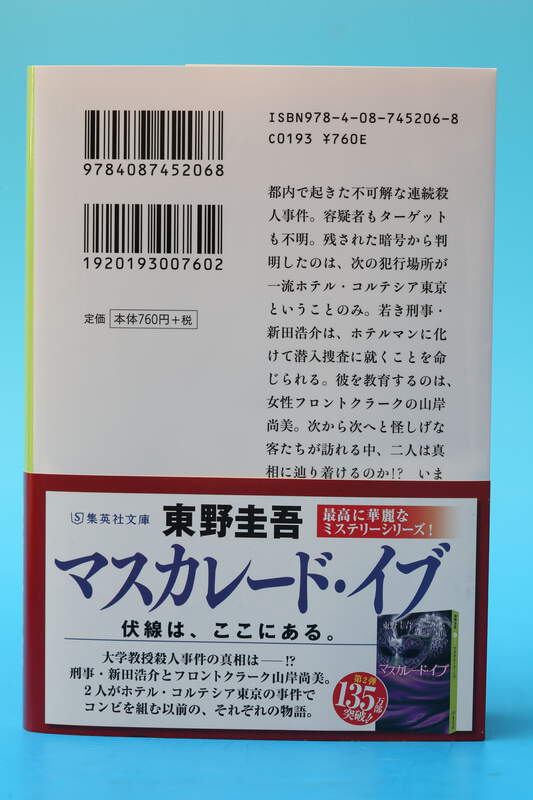 ISBN978-4-08-745206-8
C0193 ¥760E
9784087452068
1920193007602
定価 本体760円+税
都内で起きた不可解な連続殺
人事件。容疑者もターゲット
も不明。残された暗号から判
明したのは、次の犯行場所が
一流ホテル・コルテシア東京
ということのみ。若き刑事・
新田浩介は、ホテルマンに化
けて潜入捜査に就くことを命
じられる。彼を教育するのは、
女性フロントクラークの山岸
尚美。次から次へと怪しげな
客たちが訪れる中、二人は真
相に辿り着けるのか!? いま
集英社文庫 東野圭吾
最高に華麗な
ミステリーシリーズ!
マスカレード・イブ
伏線は、ここにある。
大学教授殺人事件の真相は──!?
刑事・新田浩介とフロントクラーク山岸尚美。
2人がホテル・コルテシア東京の事件で
コンビを組む以前の、それぞれの物語。
第2弾
135万部
突破!!
東野圭吾
マスカレード・イブ